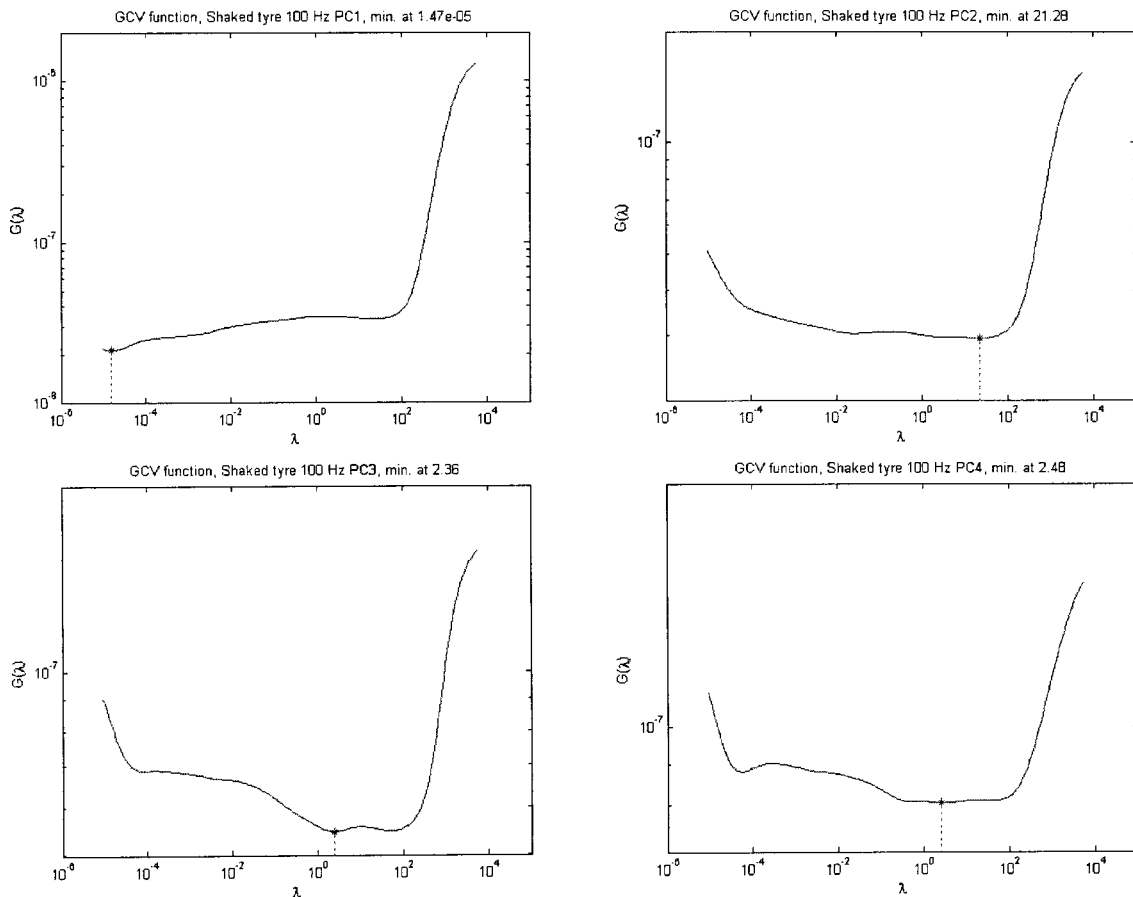 GCV function, Shaked tyre 100 Hz PC1, min. at 1.47e-05
10^-6
10^-7
10^-8
G(λ)
10^-6 10^-4 10^-2 10^0 10^2 10^4
λ
GCV function, Shaked tyre 100 Hz PC2, min. at 21.28
10^-7
G(λ)
10^-6 10^-4 10^-2 10^0 10^2 10^4
λ
GCV function, Shaked tyre 100 Hz PC3, min. at 2.36
10^-7
G(λ)
10^-6 10^-4 10^-2 10^0 10^2 10^4
λ
GCV function, Shaked tyre 100 Hz PC4, min. at 2.48
10^-7
G(λ)
10^-6 10^-4 10^-2 10^0 10^2 10^4
λ